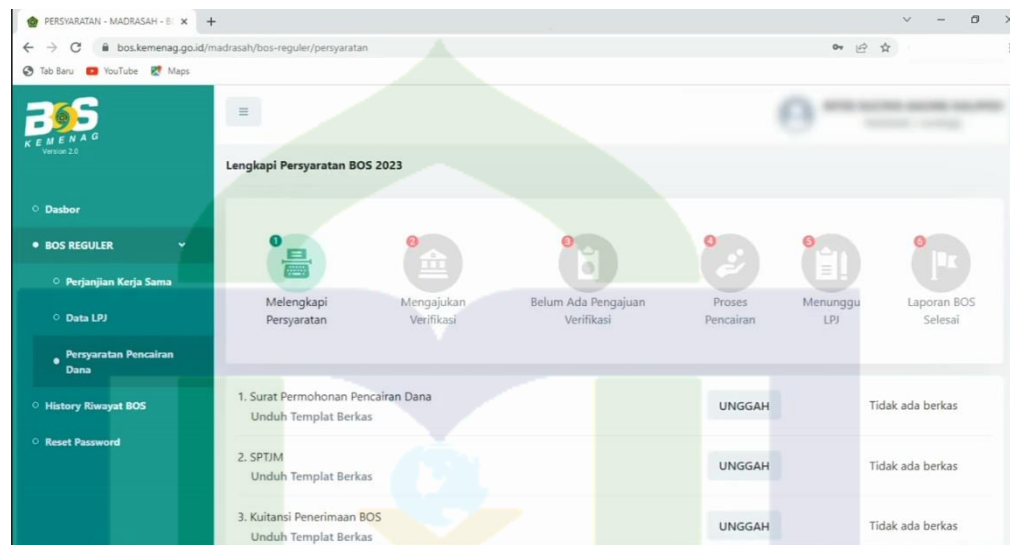 PERSYARATAN - MADRASAH - B
bos.kemenag.go.id/madrasah/bos-reguler/persyaratan
Tab Baru YouTube Maps
BOS
KEMENAG
Version 2.0
Dasbor
BOS REGULER
Perjanjian Kerja Sama
Data LPJ
Persyaratan Pencairan
Dana
History Riwayat BOS
Reset Password
Lengkapi Persyaratan BOS 2023
1 2 3 4 5 6
Melengkapi
Persyaratan
Mengajukan
Verifikasi
Belum Ada Pengajuan
Verifikasi
Proses
Pencairan
Menunggu
LPJ
Laporan BOS
Selesai
1. Surat Permohonan Pencairan Dana
Unduh Templat Berkas
UNGGAH
Tidak ada berkas
2. SPTJM
Unduh Templat Berkas
UNGGAH
Tidak ada berkas
3. Kuitansi Penerimaan BOS
Unduh Templat Berkas
UNGGAH
Tidak ada berkas